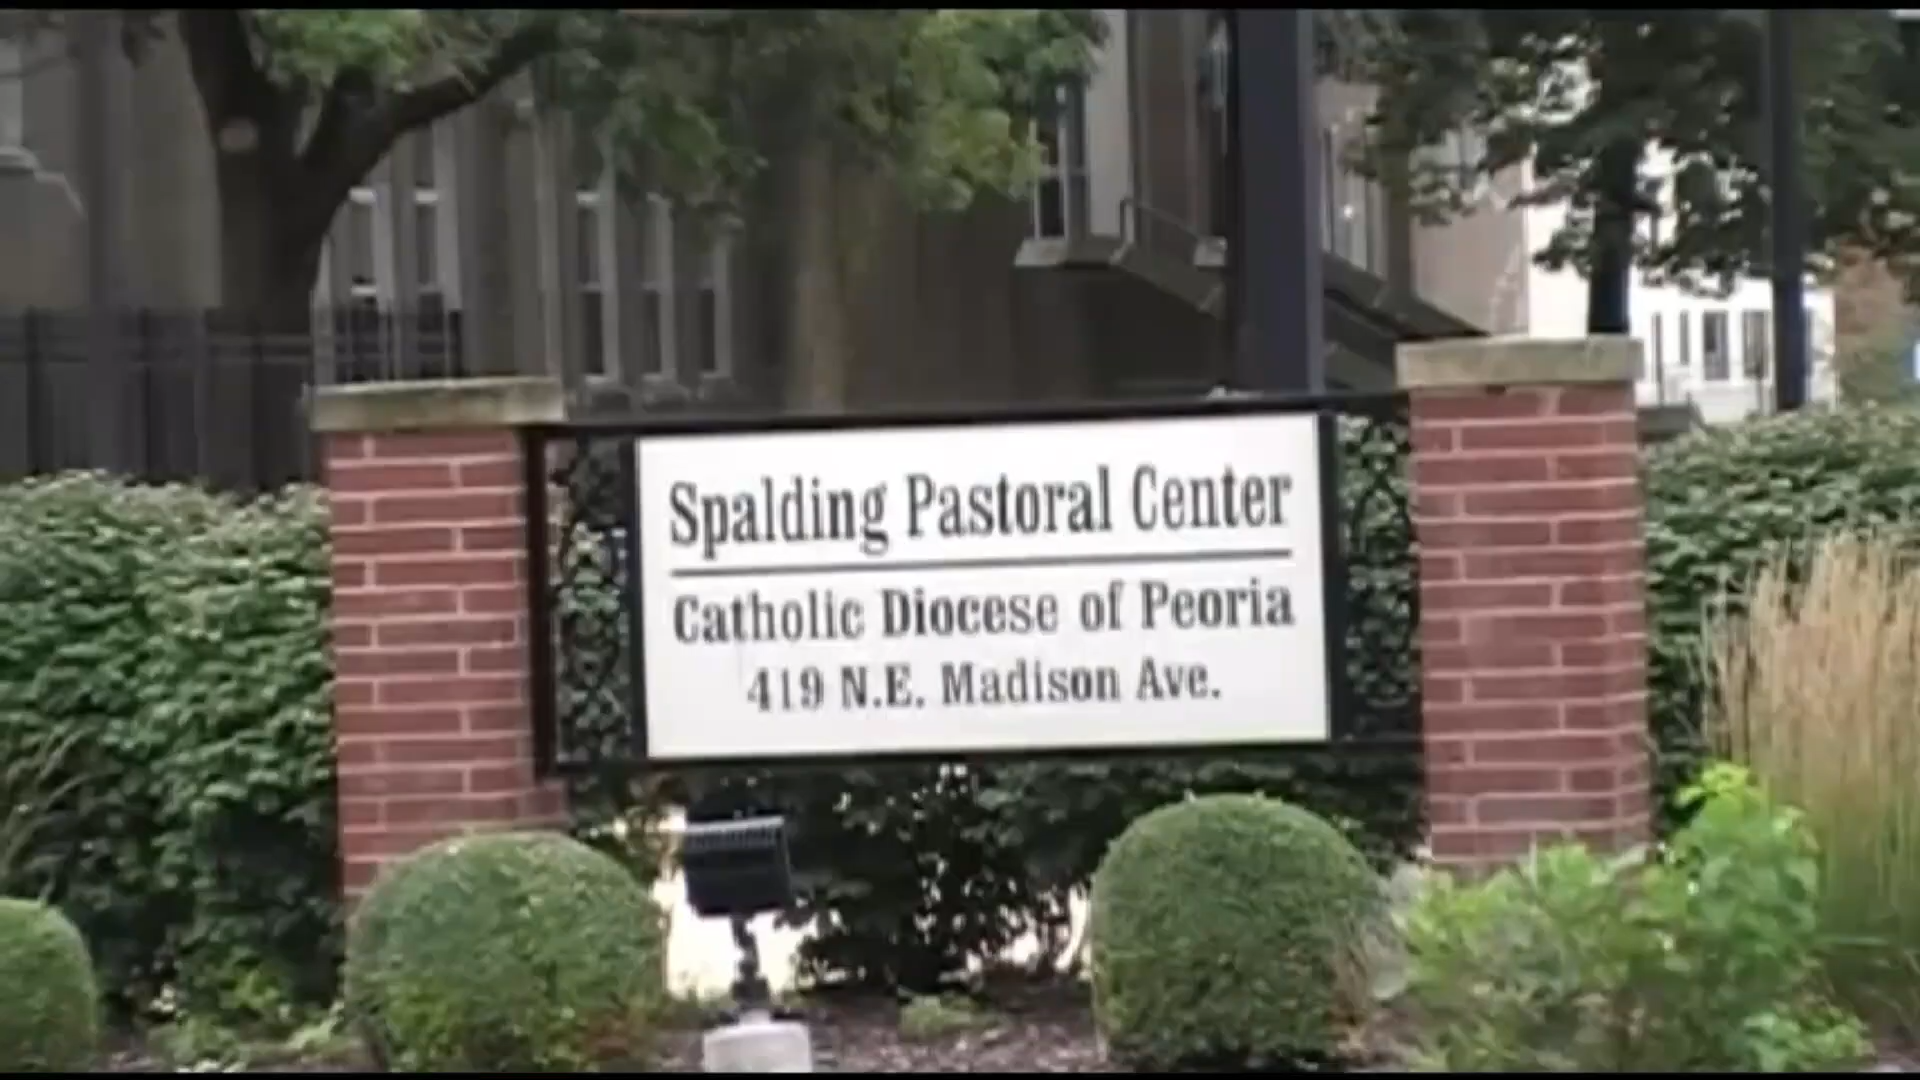 Spalding Pastoral Center
Catholic Diocese of Peoria
419 N.E. Madison Ave.